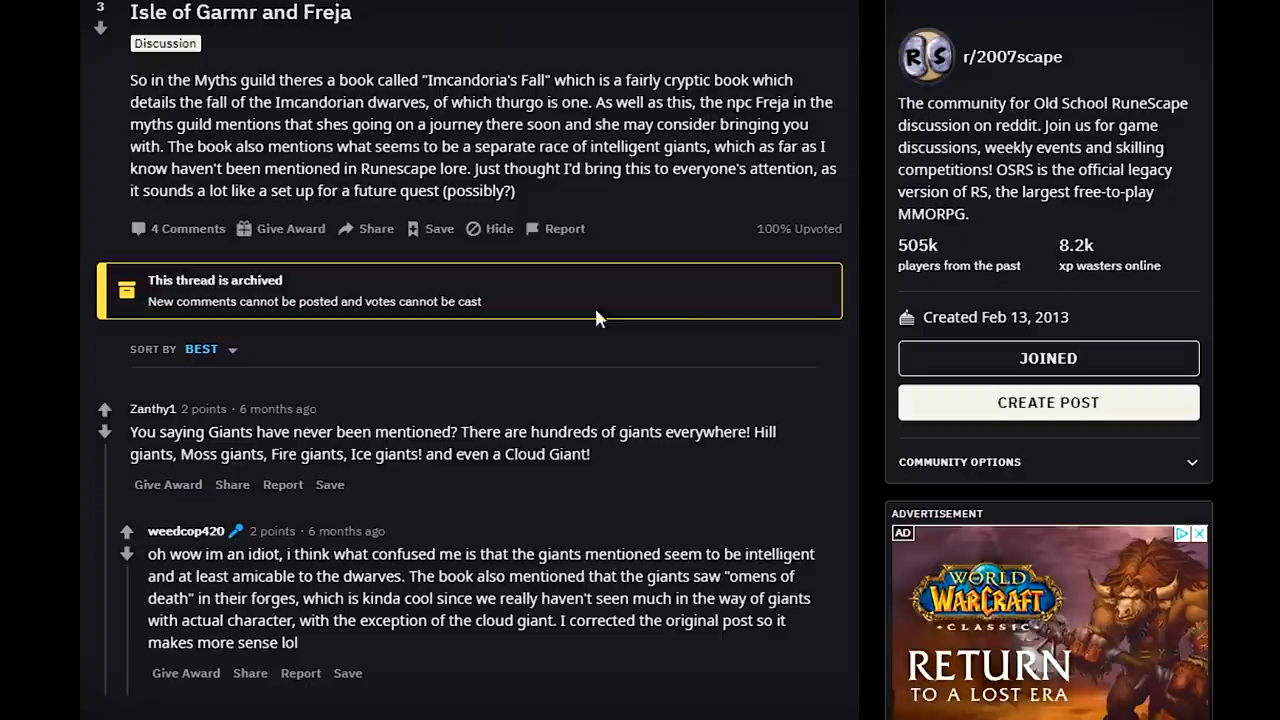 3
Isle of Garmr and Freja
Discussion
So in the Myths guild theres a book called "Imcandoria's Fall" which is a fairly cryptic book which
details the fall of the Imcandorian dwarves, of which thurgo is one. As well as this, the npc Freja in the
myths guild mentions that shes going on a journey there soon and she may consider bringing you
with. The book also mentions what seems to be a separate race of intelligent giants, which as far as I
know haven't been mentioned in Runescape lore. Just thought I'd bring this to everyone's attention, as
it sounds a lot like a set up for a future quest (possibly?)
4 Comments Give Award Share Save Hide Report 100% Upvoted
This thread is archived
New comments cannot be posted and votes cannot be cast
SORT BY BEST
Zanthy1 2 points · 6 months ago
You saying Giants have never been mentioned? There are hundreds of giants everywhere! Hill
giants, Moss giants, Fire giants, Ice giants! and even a Cloud Giant!
Give Award Share Report Save
weedcop420 2 points · 6 months ago
oh wow im an idiot, i think what confused me is that the giants mentioned seem to be intelligent
and at least amicable to the dwarves. The book also mentioned that the giants saw "omens of
death" in their forges, which is kinda cool since we really haven't seen much in the way of giants
with actual character, with the exception of the cloud giant. I corrected the original post so it
makes more sense lol
Give Award Share Report Save
RS r/2007scape
The community for Old School RuneScape
discussion on reddit. Join us for game
discussions, weekly events and skilling
competitions! OSRS is the official legacy
version of RS, the largest free-to-play
MMORPG.
505k 8.2k
players from the past xp wasters online
Created Feb 13, 2013
JOINED
CREATE POST
COMMUNITY OPTIONS
ADVERTISEMENT
AD
WORLD
WARCRAFT
CLASSIC
RETURN
TO A LOST ERA